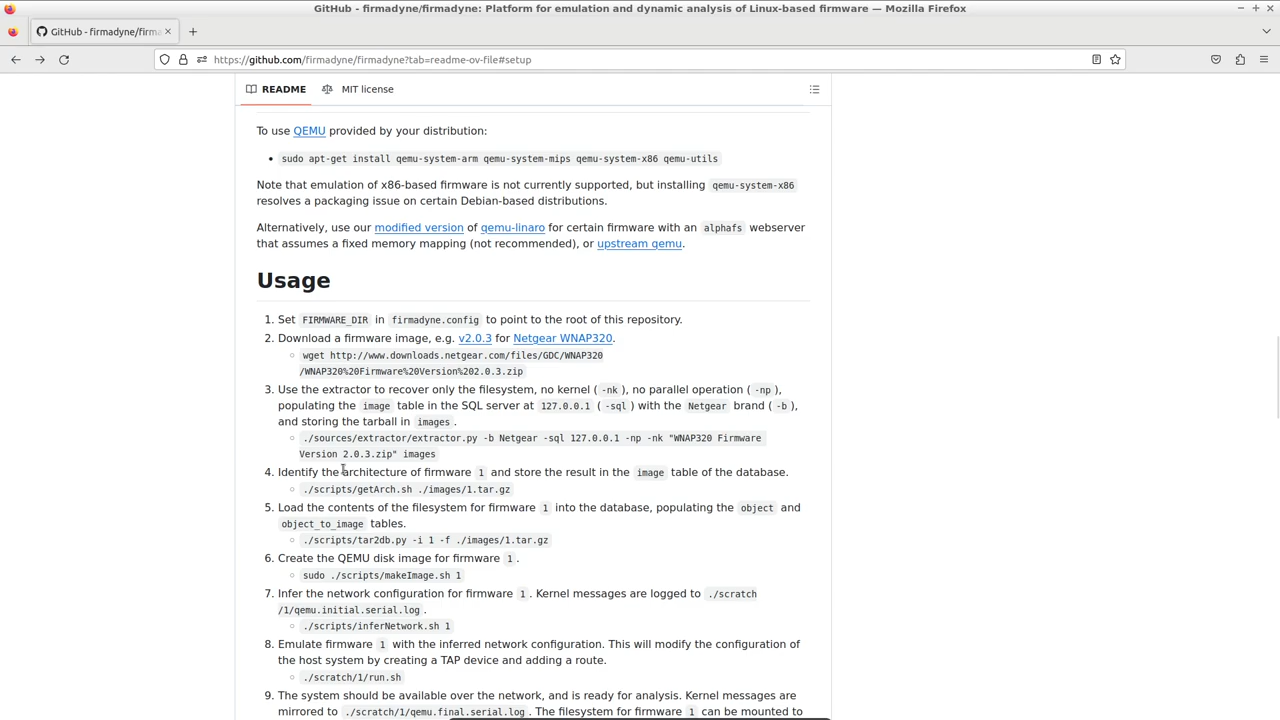 GitHub - firmadyne/firmadyne: Platform for emulation and dynamic analysis of Linux-based firmware — Mozilla Firefox
GitHub - firmadyne/firma
https://github.com/firmadyne/firmadyne?tab=readme-ov-file#setup
README MIT license
To use QEMU provided by your distribution:
• sudo apt-get install qemu-system-arm qemu-system-mips qemu-system-x86 qemu-utils
Note that emulation of x86-based firmware is not currently supported, but installing qemu-system-x86
resolves a packaging issue on certain Debian-based distributions.
Alternatively, use our modified version of qemu-linaro for certain firmware with an alphafs webserver
that assumes a fixed memory mapping (not recommended), or upstream qemu.
Usage
1. Set FIRMWARE_DIR in firmadyne.config to point to the root of this repository.
2. Download a firmware image, e.g. v2.0.3 for Netgear WNAP320.
◦ wget http://www.downloads.netgear.com/files/GDC/WNAP320
/WNAP320%20Firmware%20Version%202.0.3.zip
3. Use the extractor to recover only the filesystem, no kernel (-nk), no parallel operation (-np),
populating the image table in the SQL server at 127.0.0.1 (-sql) with the Netgear brand (-b),
and storing the tarball in images.
◦ ./sources/extractor/extractor.py -b Netgear -sql 127.0.0.1 -np -nk "WNAP320 Firmware
Version 2.0.3.zip" images
4. Identify the architecture of firmware 1 and store the result in the image table of the database.
◦ ./scripts/getArch.sh ./images/1.tar.gz
5. Load the contents of the filesystem for firmware 1 into the database, populating the object and
object_to_image tables.
◦ ./scripts/tar2db.py -i 1 -f ./images/1.tar.gz
6. Create the QEMU disk image for firmware 1.
◦ sudo ./scripts/makeImage.sh 1
7. Infer the network configuration for firmware 1. Kernel messages are logged to ./scratch
/1/qemu.initial.serial.log.
◦ ./scripts/inferNetwork.sh 1
8. Emulate firmware 1 with the inferred network configuration. This will modify the configuration of
the host system by creating a TAP device and adding a route.
◦ ./scratch/1/run.sh
9. The system should be available over the network, and is ready for analysis. Kernel messages are
mirrored to ./scratch/1/qemu.final.serial.log. The filesystem for firmware 1 can be mounted to